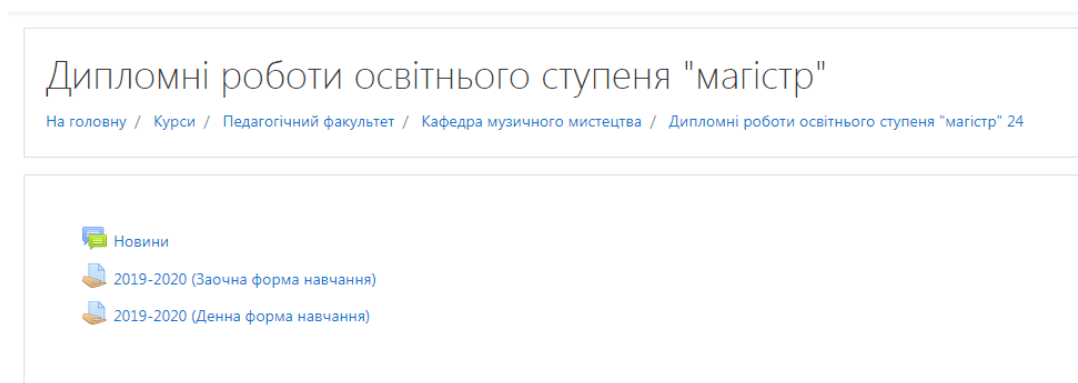 Дипломні роботи освітнього ступеня "магістр"
На головну / Курси / Педагогічний факультет / Кафедра музичного мистецтва / Дипломні роботи освітнього ступеня "магістр" 24
Новини
2019-2020 (Заочна форма навчання)
2019-2020 (Денна форма навчання)